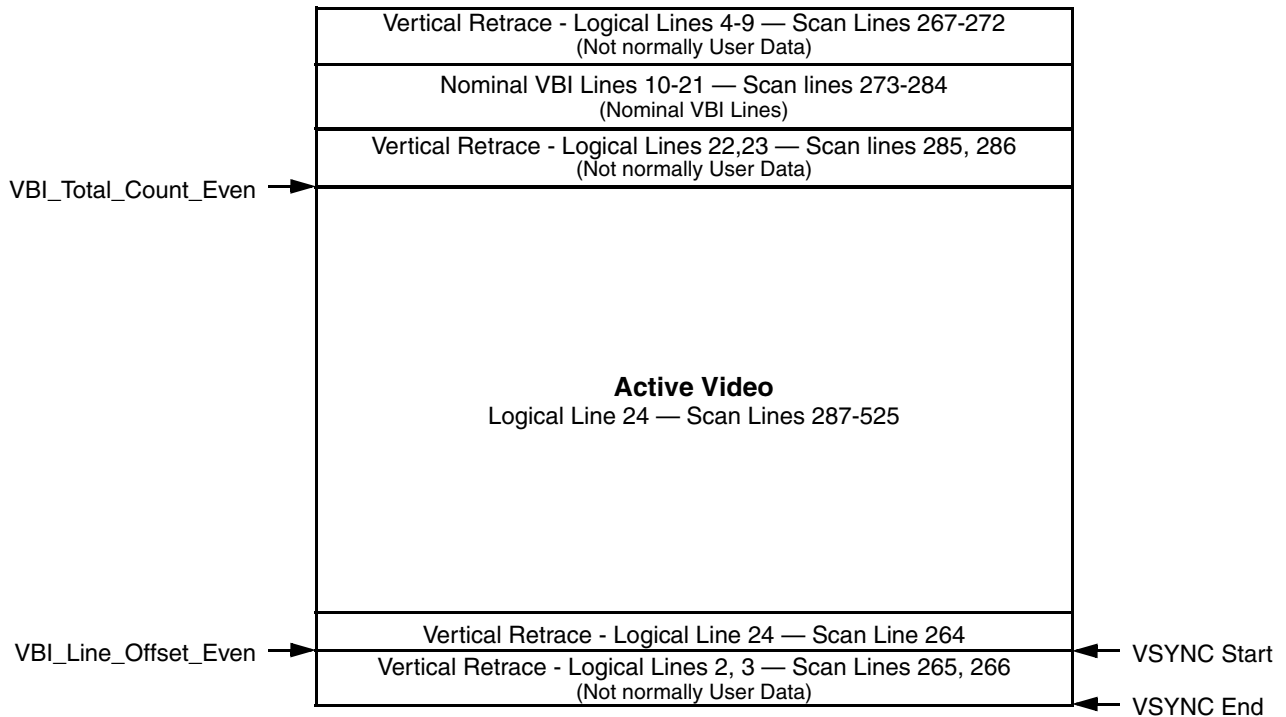 Vertical Retrace - Logical Lines 4-9 — Scan Lines 267-272
(Not normally User Data)
Nominal VBI Lines 10-21 — Scan lines 273-284
(Nominal VBI Lines)
Vertical Retrace - Logical Lines 22,23 — Scan lines 285, 286
(Not normally User Data)
VBI_Total_Count_Even
Active Video
Logical Line 24 — Scan Lines 287-525
Vertical Retrace - Logical Line 24 — Scan Line 264
VBI_Line_Offset_Even
VSYNC Start
Vertical Retrace - Logical Lines 2, 3 — Scan Lines 265, 266
(Not normally User Data)
VSYNC End